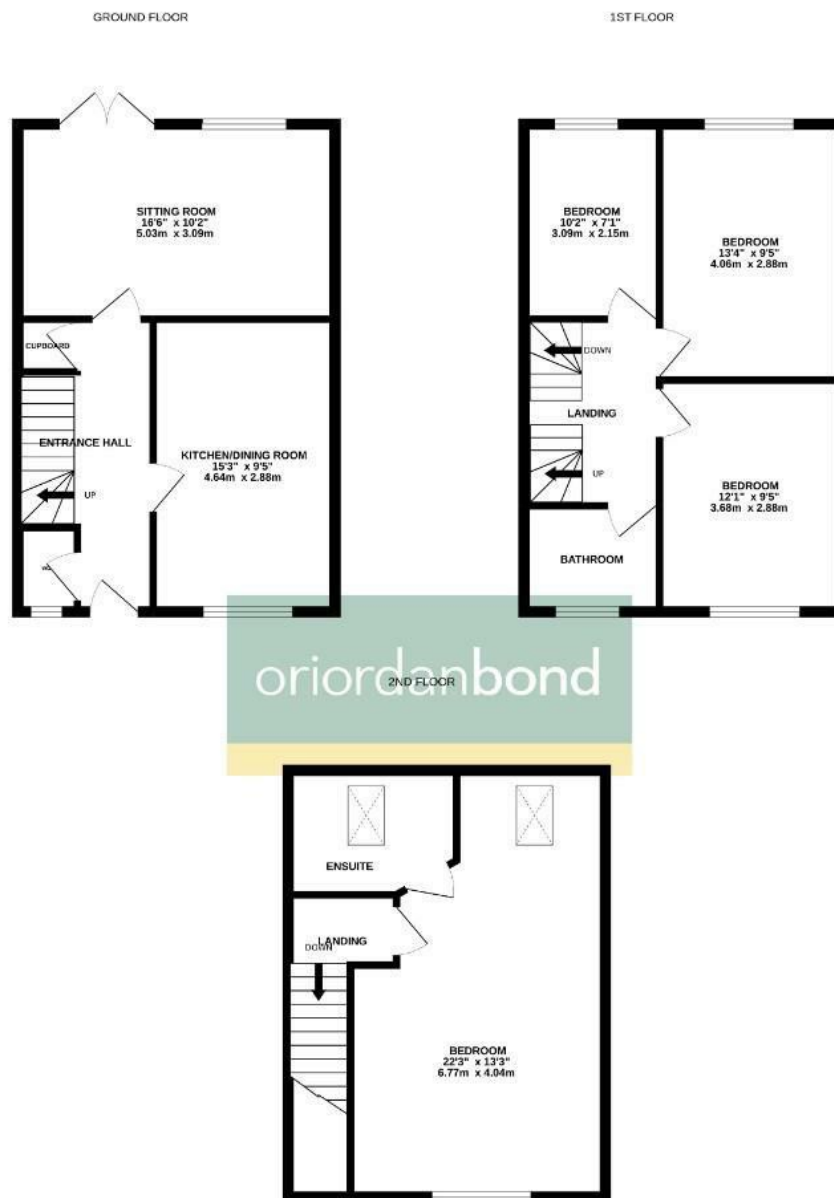 GROUND FLOOR
1ST FLOOR
SITTING ROOM
16'6" x 10'2"
5.03m x 3.09m
CUPBOARD
ENTRANCE HALL
UP
KITCHEN/DINING ROOM
15'3" x 9'5"
4.64m x 2.88m
WC
BEDROOM
10'2" x 7'1"
3.09m x 2.15m
BEDROOM
13'4" x 9'5"
4.06m x 2.88m
DOWN
LANDING
UP
BEDROOM
12'1" x 9'5"
3.68m x 2.88m
BATHROOM
oriordanbond
2ND FLOOR
ENSUITE
LANDING
DOWN
BEDROOM
22'3" x 13'3"
6.77m x 4.04m